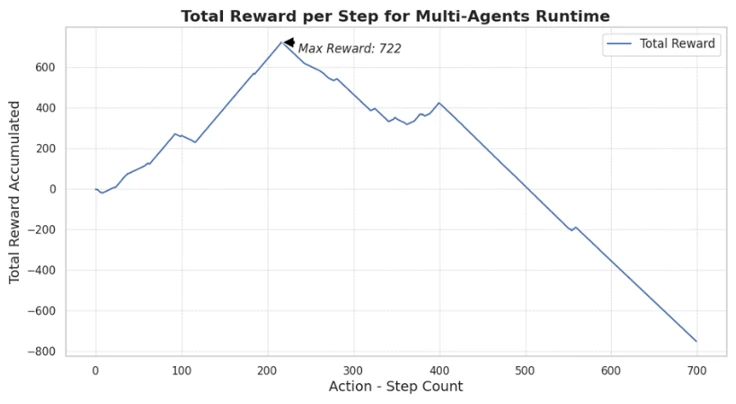 Total Reward per Step for Multi-Agents Runtime
Max Reward: 722
Total Reward
Total Reward Accumulated
600
400
200
0
−200
−400
−600
−800
0 100 200 300 400 500 600 700
Action - Step Count